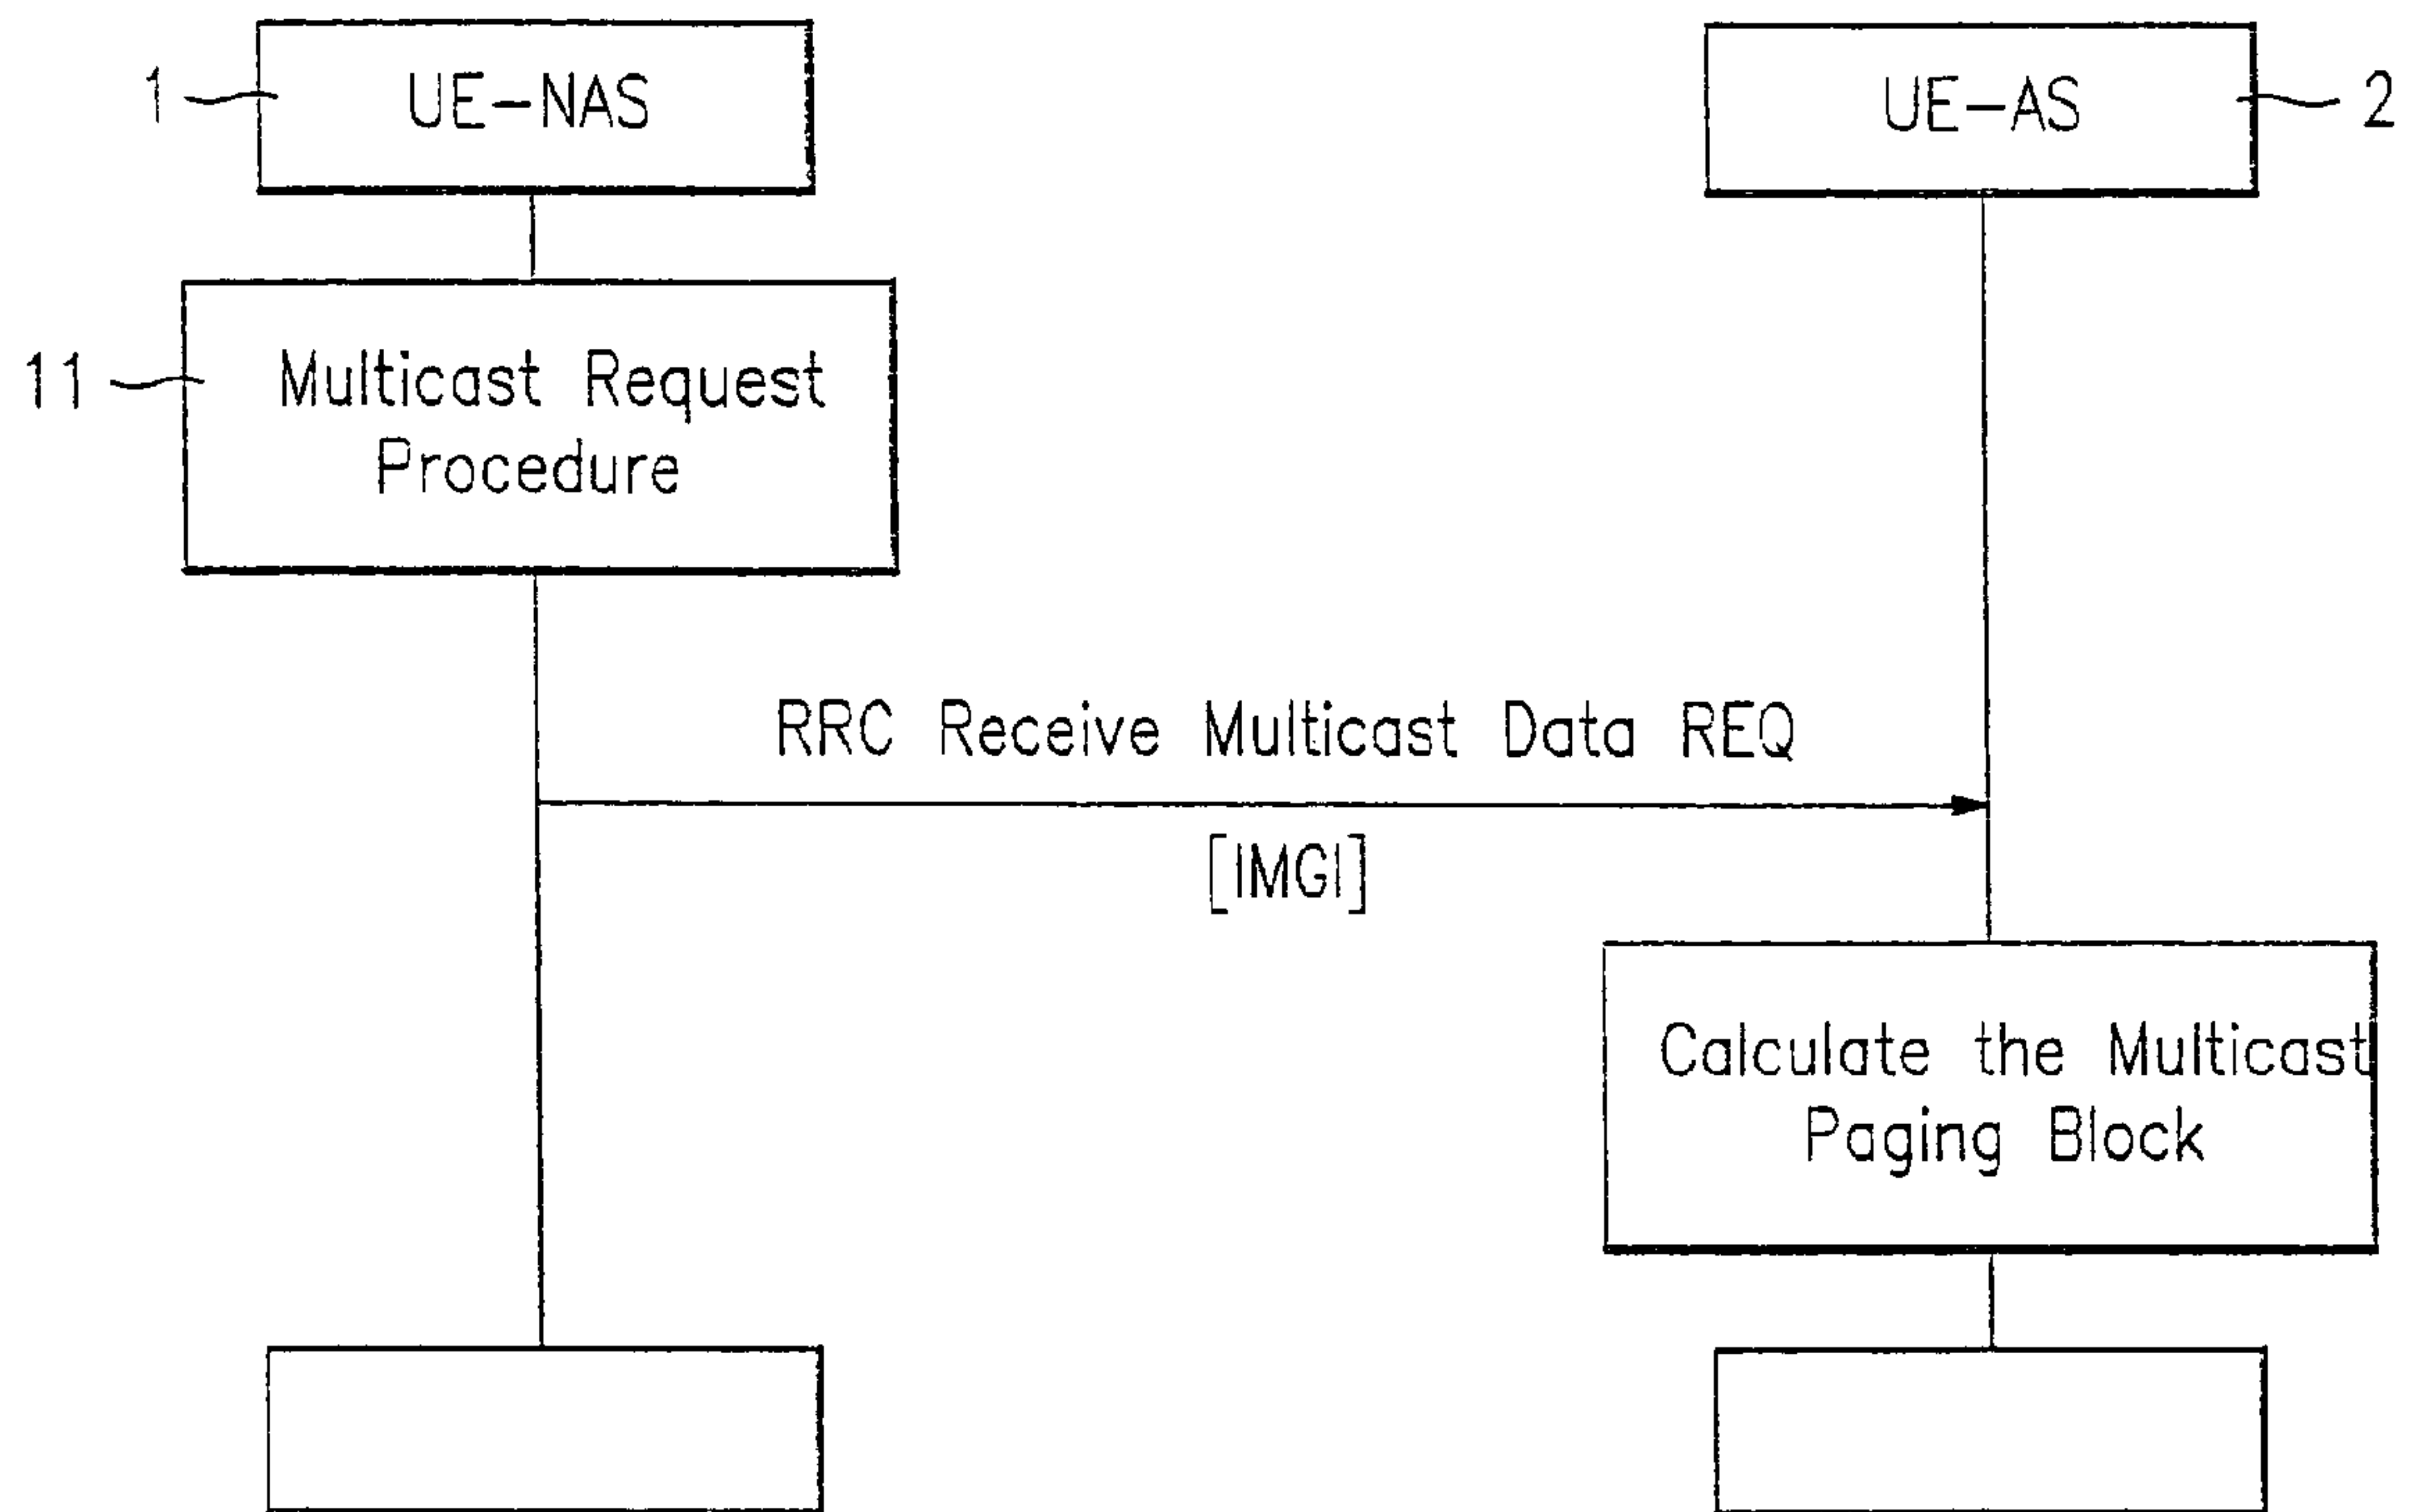 1
UE-NAS
UE-AS
2
11
Multicast Request
Procedure
RRC Receive Multicast Data REQ
[IMGI]
Calculate the Multicast
Paging Block